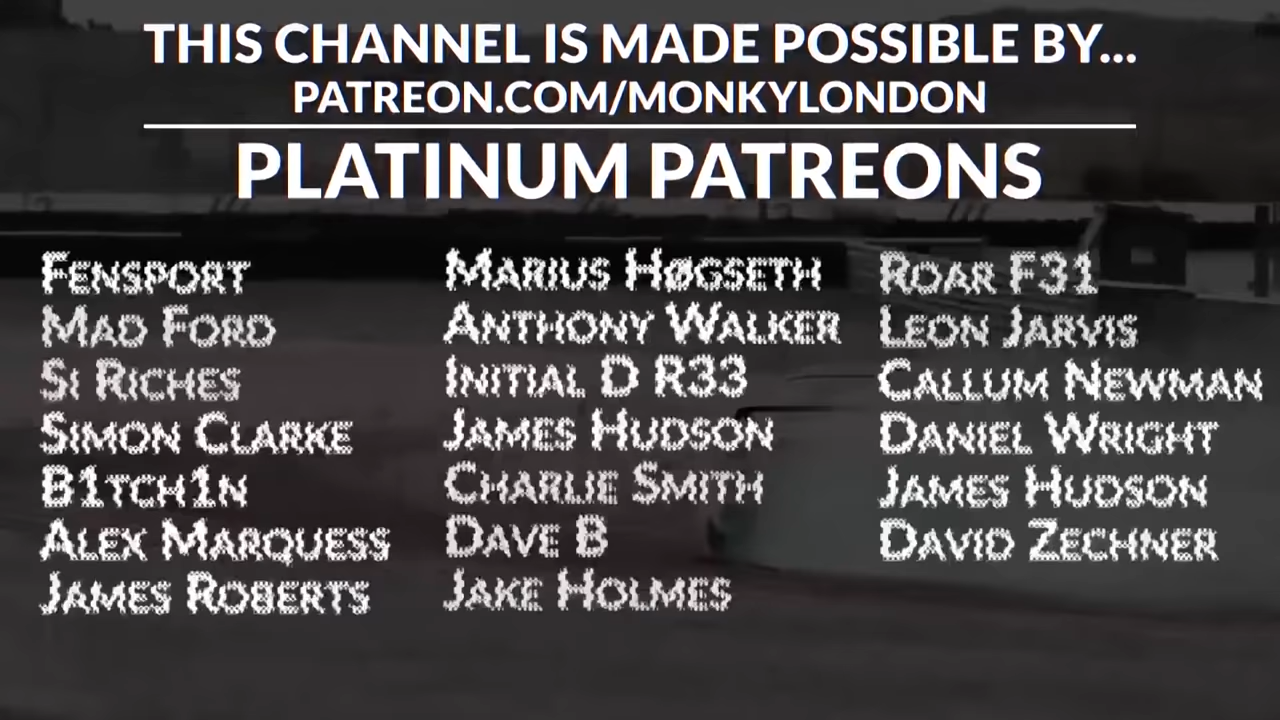 THIS CHANNEL IS MADE POSSIBLE BY...
PATREON.COM/MONKYLONDON
PLATINUM PATREONS
FENSPORT
MAD FORD
SI RICHES
SIMON CLARKE
B1TCH1N
ALEX MARQUESS
JAMES ROBERTS
MARIUS HØGSETH
ANTHONY WALKER
INITIAL D R33
JAMES HUDSON
CHARLIE SMITH
DAVE B
JAKE HOLMES
ROAR F31
LEON JARVIS
CALLUM NEWMAN
DANIEL WRIGHT
JAMES HUDSON
DAVID ZECHNER